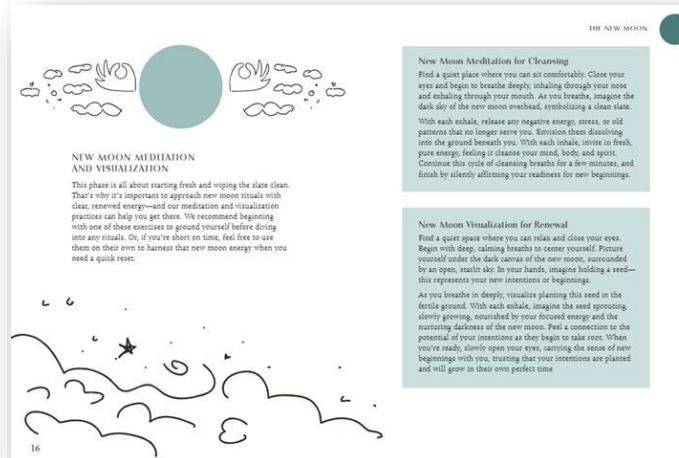 THE NEW MOON
NEW MOON MEDITATION
AND VISUALIZATION
This phase is all about starting fresh and wiping the slate clean.
That's why it's important to approach new moon rituals with
clear, renewed energy—and our meditation and visualization
practices can help you get there. We recommend beginning
with one of these exercises to ground yourself before diving
into any rituals. Or, if you're short on time, feel free to use
them on their own to harness that new moon energy when you
need a quick reset.
16
New Moon Meditation for Cleansing
Find a quiet place where you can sit comfortably. Close your
eyes and begin to breathe deeply, inhaling through your nose
and exhaling through your mouth. As you breathe, imagine the
dark sky of the new moon overhead, symbolizing a clean slate.
With each exhale, release any negative energy, stress, or old
patterns that no longer serve you. Envision them dissolving
into the ground beneath you. With each inhale, invite in fresh,
pure energy, feeling it cleanse your mind, body, and spirit.
Continue this cycle of cleansing breaths for a few minutes, and
finish by silently affirming your readiness for new beginnings.
New Moon Visualization for Renewal
Find a quiet space where you can relax and close your eyes.
Begin with deep, calming breaths to center yourself. Picture
yourself under the dark canvas of the new moon, surrounded
by an open, starlit sky. In your hands, imagine holding a seed—
this represents your new intentions or beginnings.
As you breathe in deeply, visualize planting this seed in the
fertile ground. With each exhale, imagine the seed sprouting,
slowly growing, nourished by your focused energy and the
nurturing darkness of the new moon. Feel a connection to the
potential of your intentions as they begin to take root. When
you're ready, slowly open your eyes, carrying the sense of new
beginnings with you, trusting that your intentions are planted
and will grow in their own perfect time